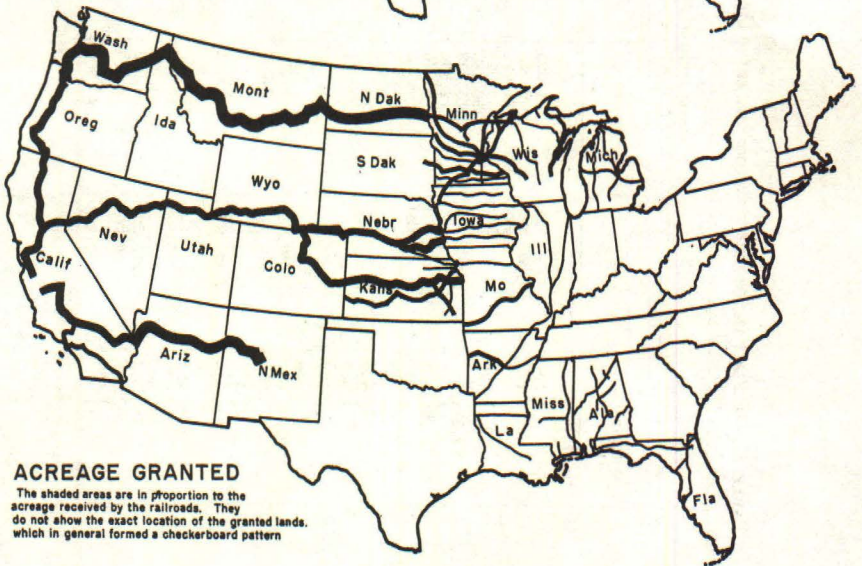 Wash
Mont
N Dak
Minn
Oreg
Ida
S Dak
Wis
Mich
Wyo
Nebr
Iowa
Nev
Utah
Ill
Calif
Colo
Kans
Mo
Ariz
N Mex
Ark
Miss
Ala
La
Fla
ACREAGE GRANTED
The shaded areas are in proportion to the
acreage received by the railroads. They
do not ahow the exact location of the granted lands.
which in general formed a checkerboard pattern